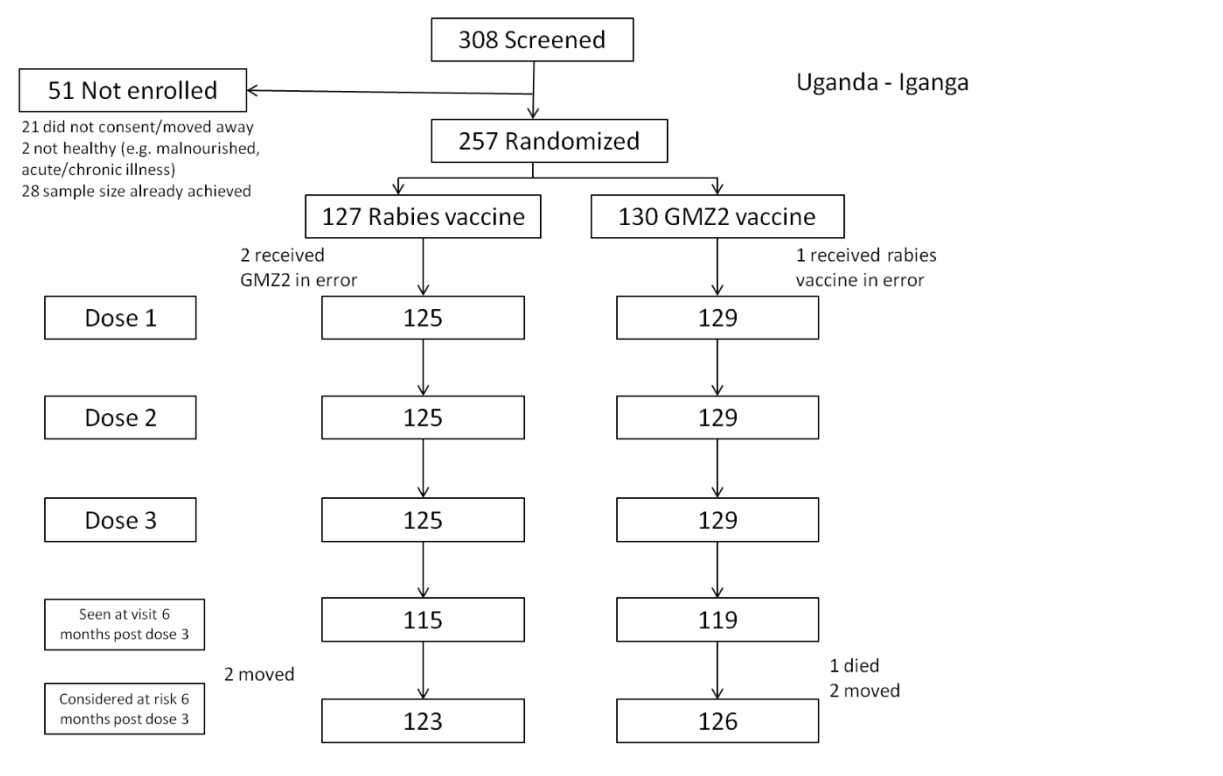 308 Screened
Uganda - Iganga
51 Not enrolled
21 did not consent/moved away
2 not healthy (e.g. malnourished,
acute/chronic illness)
28 sample size already achieved
257 Randomized
127 Rabies vaccine
130 GMZ2 vaccine
2 received
GMZ2 in error
1 received rabies
vaccine in error
Dose 1
125
129
Dose 2
125
129
Dose 3
125
129
Seen at visit 6
months post dose 3
115
119
2 moved
1 died
2 moved
Considered at risk 6
months post dose 3
123
126